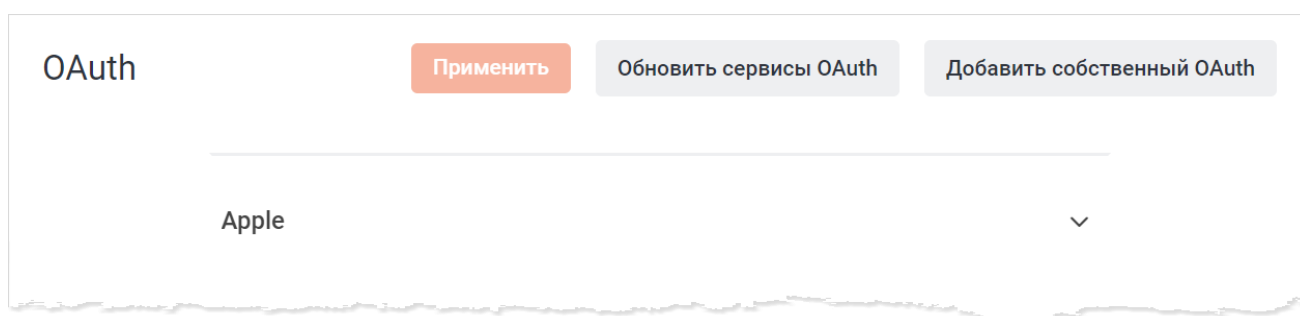 OAuth
Применить
Обновить сервисы OAuth
Добавить собственный OAuth
Apple